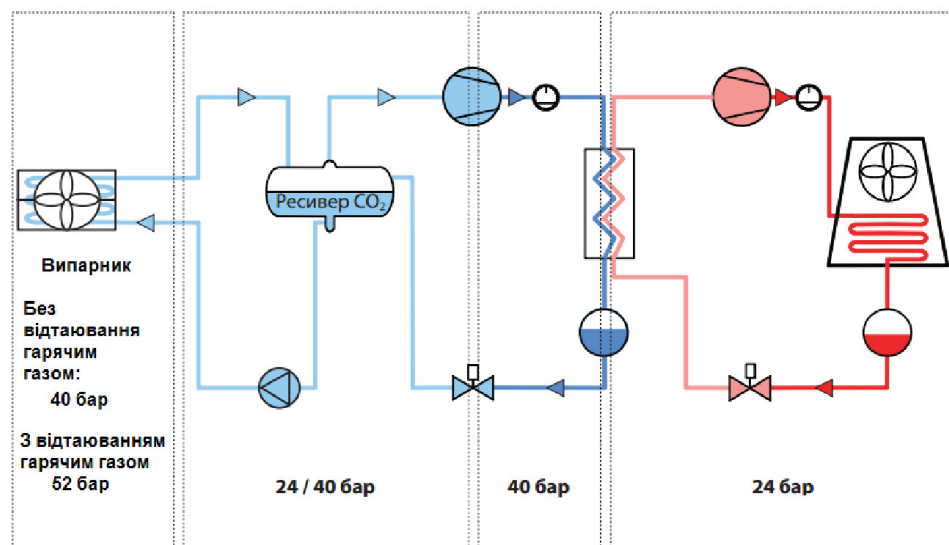 Ресивер CO₂
Випарник
Без
відтаювання
гарячим
газом:
40 бар
З відтаюванням
гарячим газом
52 бар
24 / 40 бар
40 бар
24 бар